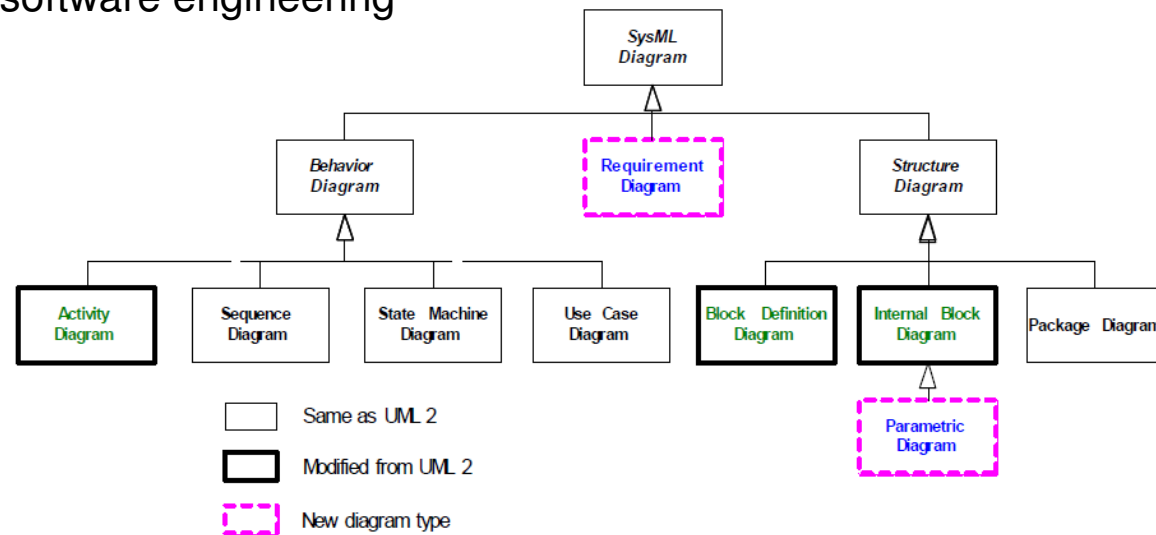 software engineering
SysML
Diagram
Behavior
Diagram
Requirement
Diagram
Structure
Diagram
Activity
Diagram
Sequence
Diagram
State Machine
Diagram
Use Case
Diagram
Block Definition
Diagram
Internal Block
Diagram
Package Diagram
Parametric
Diagram
Same as UML 2
Modified from UML 2
New diagram type